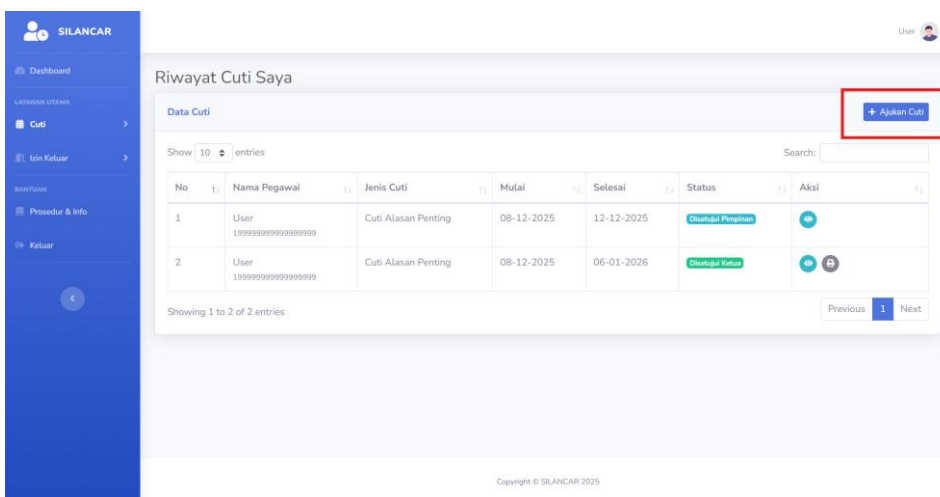 SILANCAR
User
Dashboard
LAYANAN UTAMA
Cuti
Izin Keluar
BANTUAN
Prosedur & Info
Keluar
Riwayat Cuti Saya
Data Cuti
+ Ajukan Cuti
Show 10 entries
Search:
No Nama Pegawai Jenis Cuti Mulai Selesai Status Aksi
1 User Cuti Alasan Penting 08-12-2025 12-12-2025 Disetujui Pimpinan
199999999999999999
2 User Cuti Alasan Penting 08-12-2025 06-01-2026 Disetujui Ketua
199999999999999999
Showing 1 to 2 of 2 entries
Previous 1 Next
Copyright © SILANCAR 2025